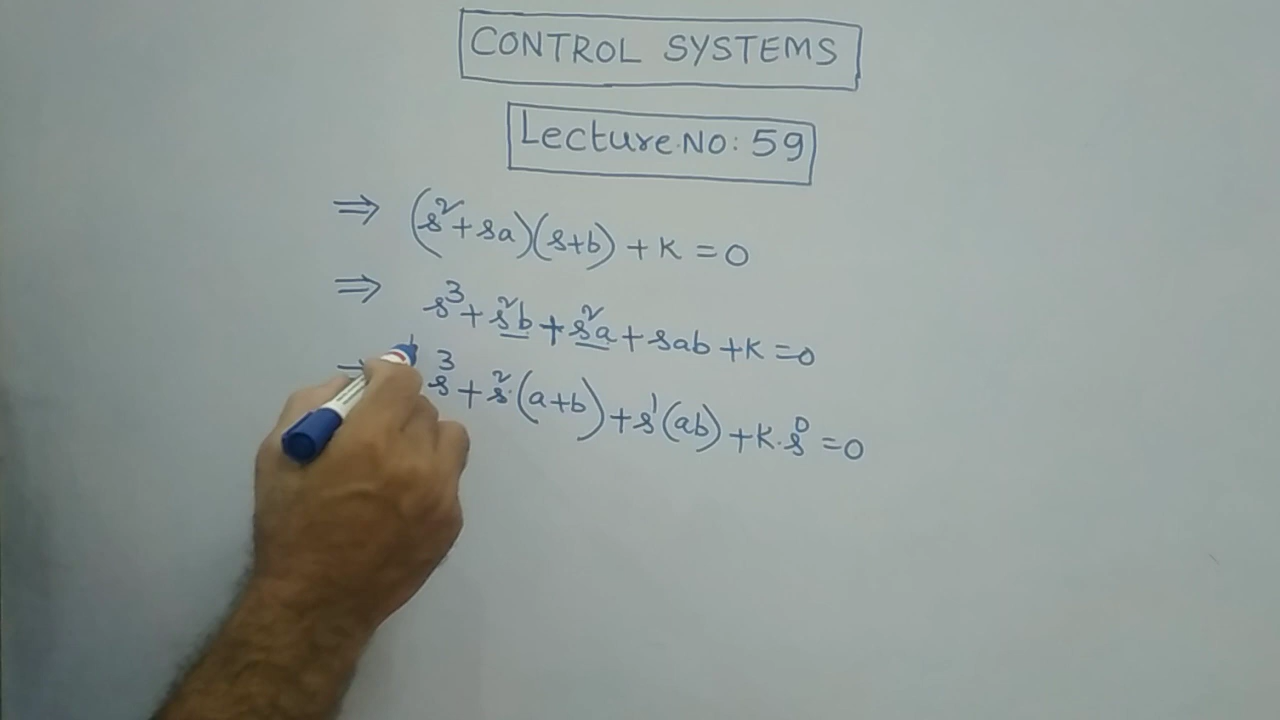 CONTROL SYSTEMS
Lecture No: 59
⇒ (s²+sa)(s+b)+K=0
⇒ s³+s²b+s²a+sab+K=0
⇒ 1 s³+s²·(a+b)+s¹(ab)+K·s⁰=0